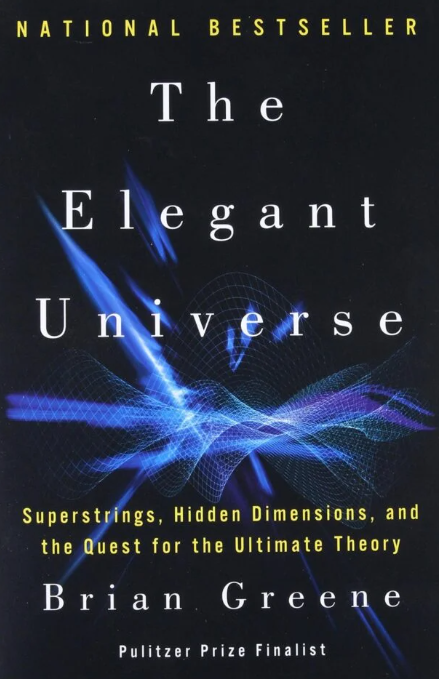 NATIONAL BESTSELLER
The
Elegant
Universe
Superstrings, Hidden Dimensions, and
the Quest for the Ultimate Theory
Brian Greene
Pulitzer Prize Finalist